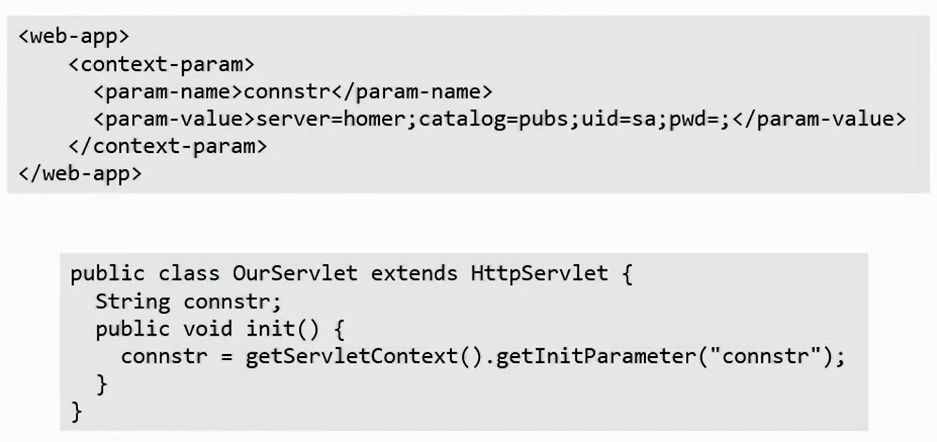 <web-app>
    <context-param>
      <param-name>connstr</param-name>
      <param-value>server=homer;catalog=pubs;uid=sa;pwd=;</param-value>
    </context-param>
</web-app>
public class OurServlet extends HttpServlet {
  String connstr;
  public void init() {
    connstr = getServletContext().getInitParameter("connstr");
  }
}